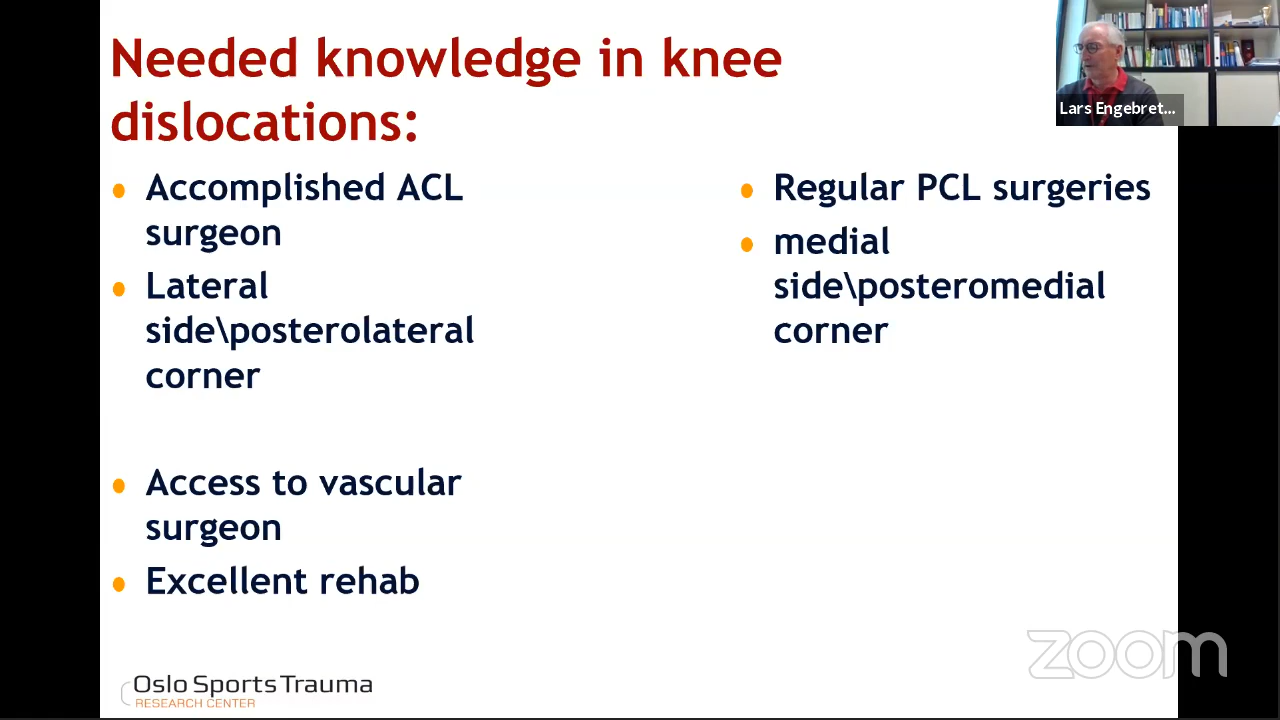 Needed knowledge in knee
dislocations:
Accomplished ACL
surgeon
Lateral
side\posterolateral
corner
Access to vascular
surgeon
Excellent rehab
Regular PCL surgeries
medial
side\posteromedial
corner
Lars Engebret...
Oslo Sports Trauma
RESEARCH CENTER
zoom